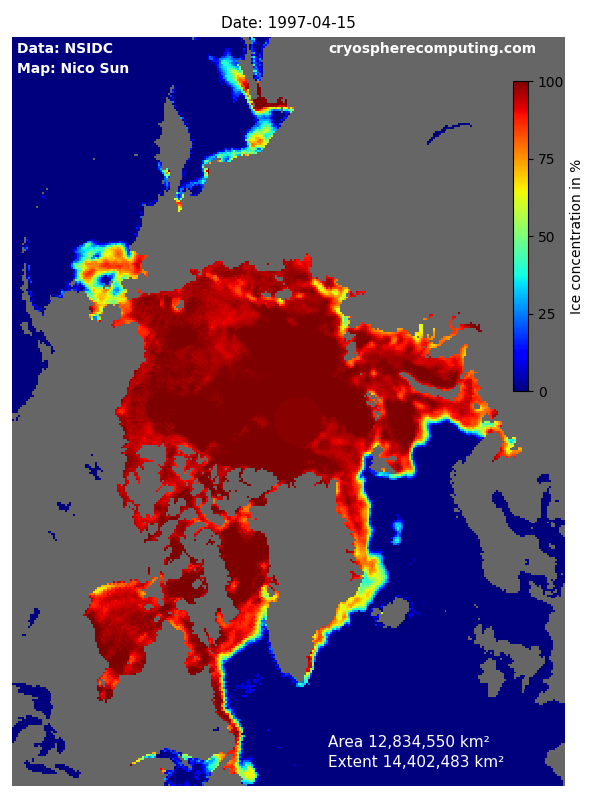 Date: 1997-04-15
Data: NSIDC
Map: Nico Sun
cryospherecomputing.com
100
75
50
25
0
Ice concentration in %
Area 12,834,550 km²
Extent 14,402,483 km²